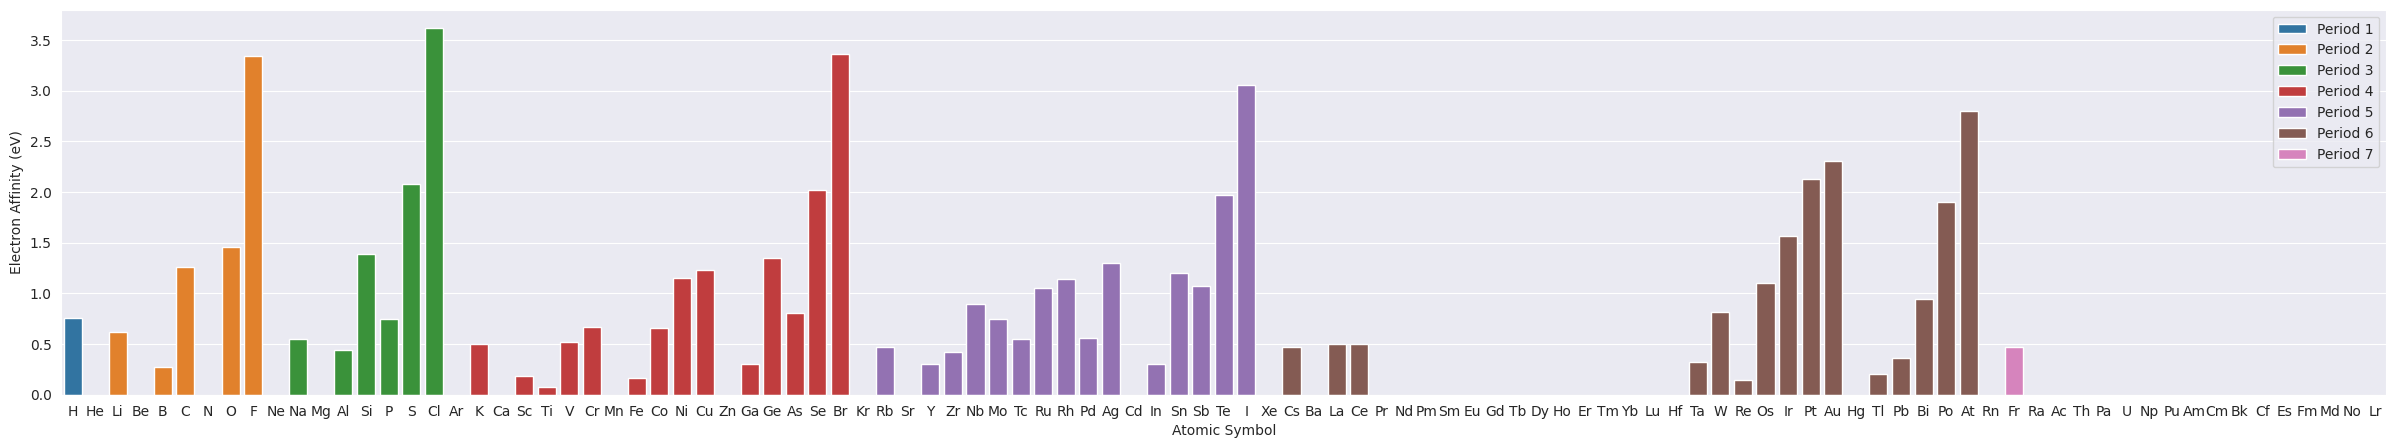 3.5
3.0
2.5
2.0
1.5
1.0
0.5
0.0
Electron Affinity (eV)
Period 1
Period 2
Period 3
Period 4
Period 5
Period 6
Period 7
H He Li Be B C N O F Ne Na Mg Al Si P S Cl Ar K Ca Sc Ti V Cr Mn Fe Co Ni Cu Zn Ga Ge As Se Br Kr Rb Sr Y Zr Nb Mo Tc Ru Rh Pd Ag Cd In Sn Sb Te I Xe Cs Ba La Ce Pr Nd Pm Sm Eu Gd Tb Dy Ho Er Tm Yb Lu Hf Ta W Re Os Ir Pt Au Hg Tl Pb Bi Po At Rn Fr Ra Ac Th Pa U Np Pu Am Cm Bk Cf Es Fm Md No Lr
Atomic Symbol